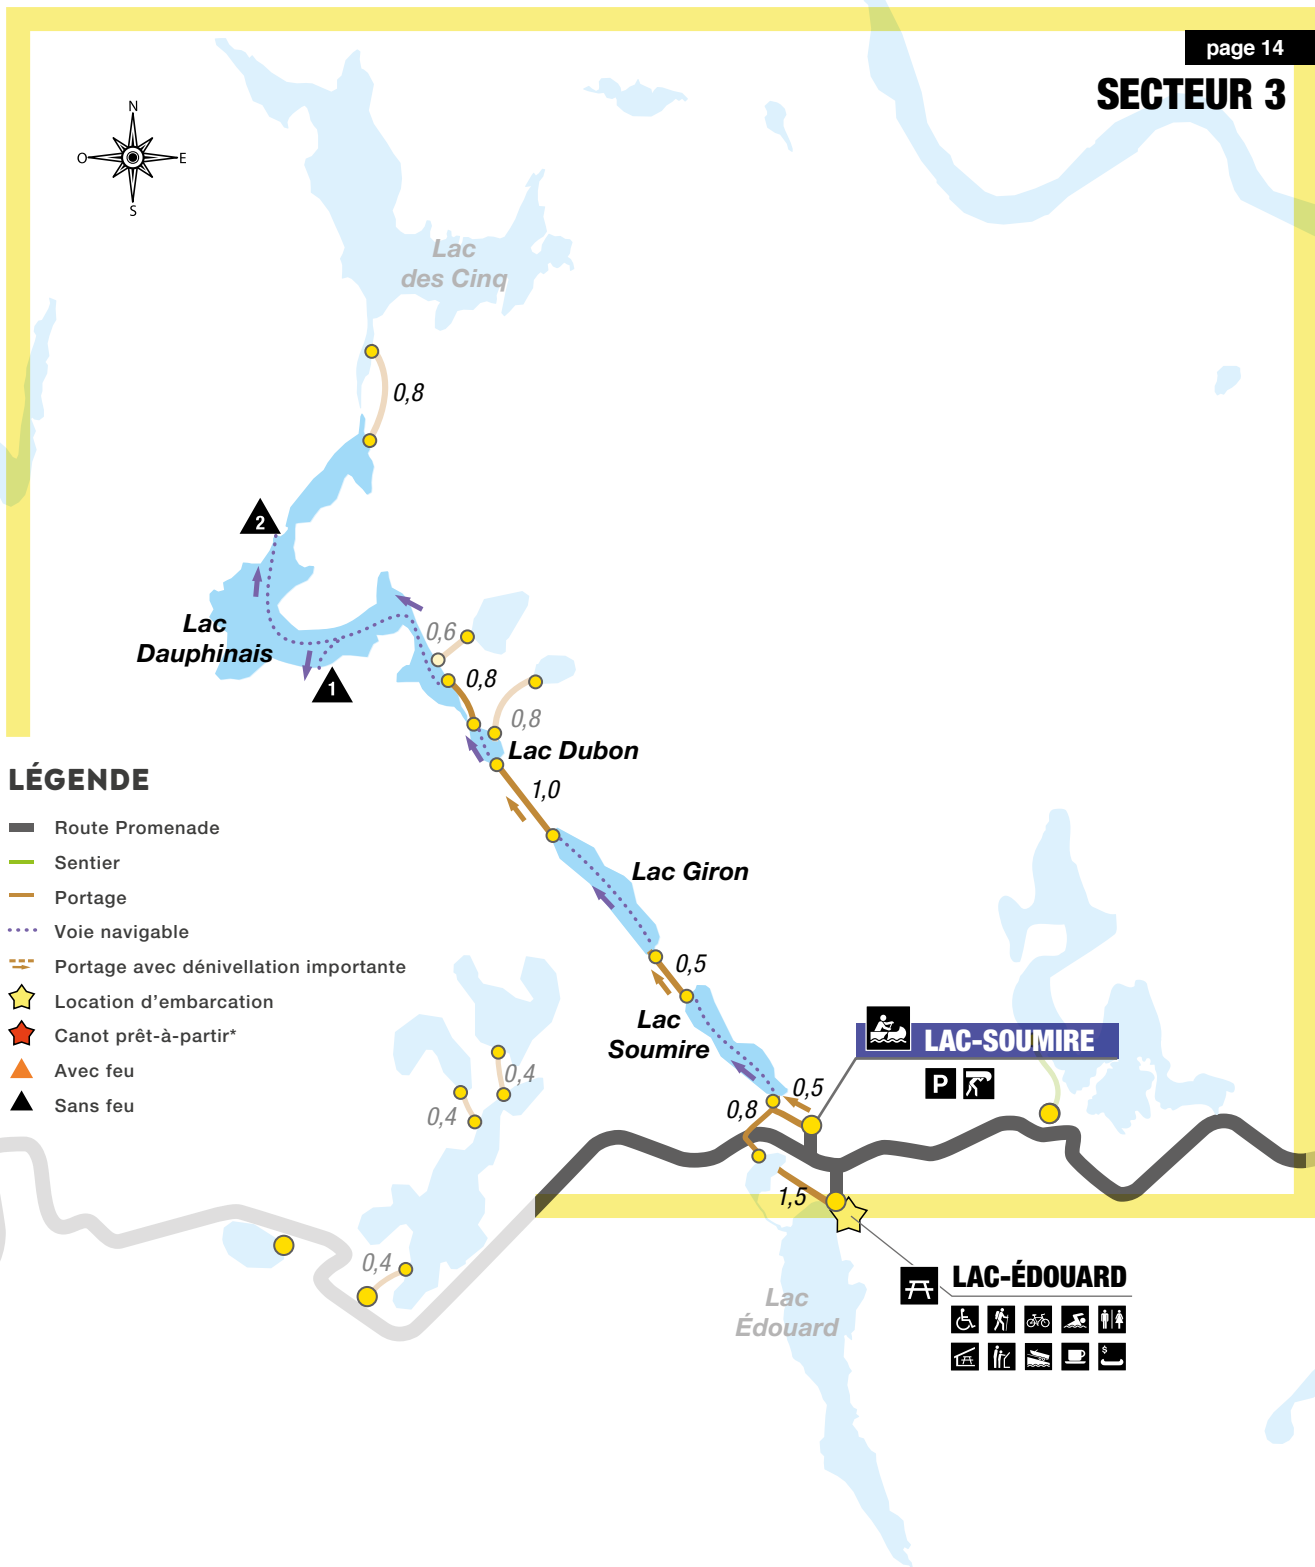 page 14
SECTEUR 3
N
O
E
S
Lac
des Cinq
0,8
2
Lac
Dauphinais
1
0,6
0,8
0,8
Lac Dubon
1,0
Lac Giron
0,5
Lac
Soumire
LAC-SOUMIRE
P
0,5
0,8
1,5
LÉGENDE
Route Promenade
Sentier
Portage
Voie navigable
Portage avec dénivellation importante
Location d'embarcation
Canot prêt-à-partir*
Avec feu
Sans feu
0,4
0,4
0,4
Lac
Édouard
LAC-ÉDOUARD
$